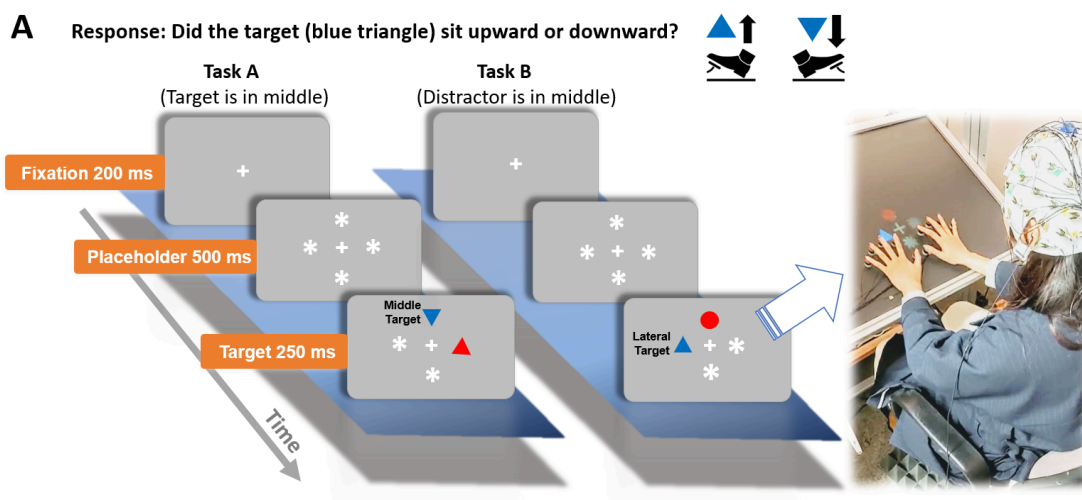 A
Response: Did the target (blue triangle) sit upward or downward?
Task A
(Target is in middle)
Task B
(Distractor is in middle)
Fixation 200 ms
Placeholder 500 ms
Middle
Target
Lateral
Target
Target 250 ms
Time